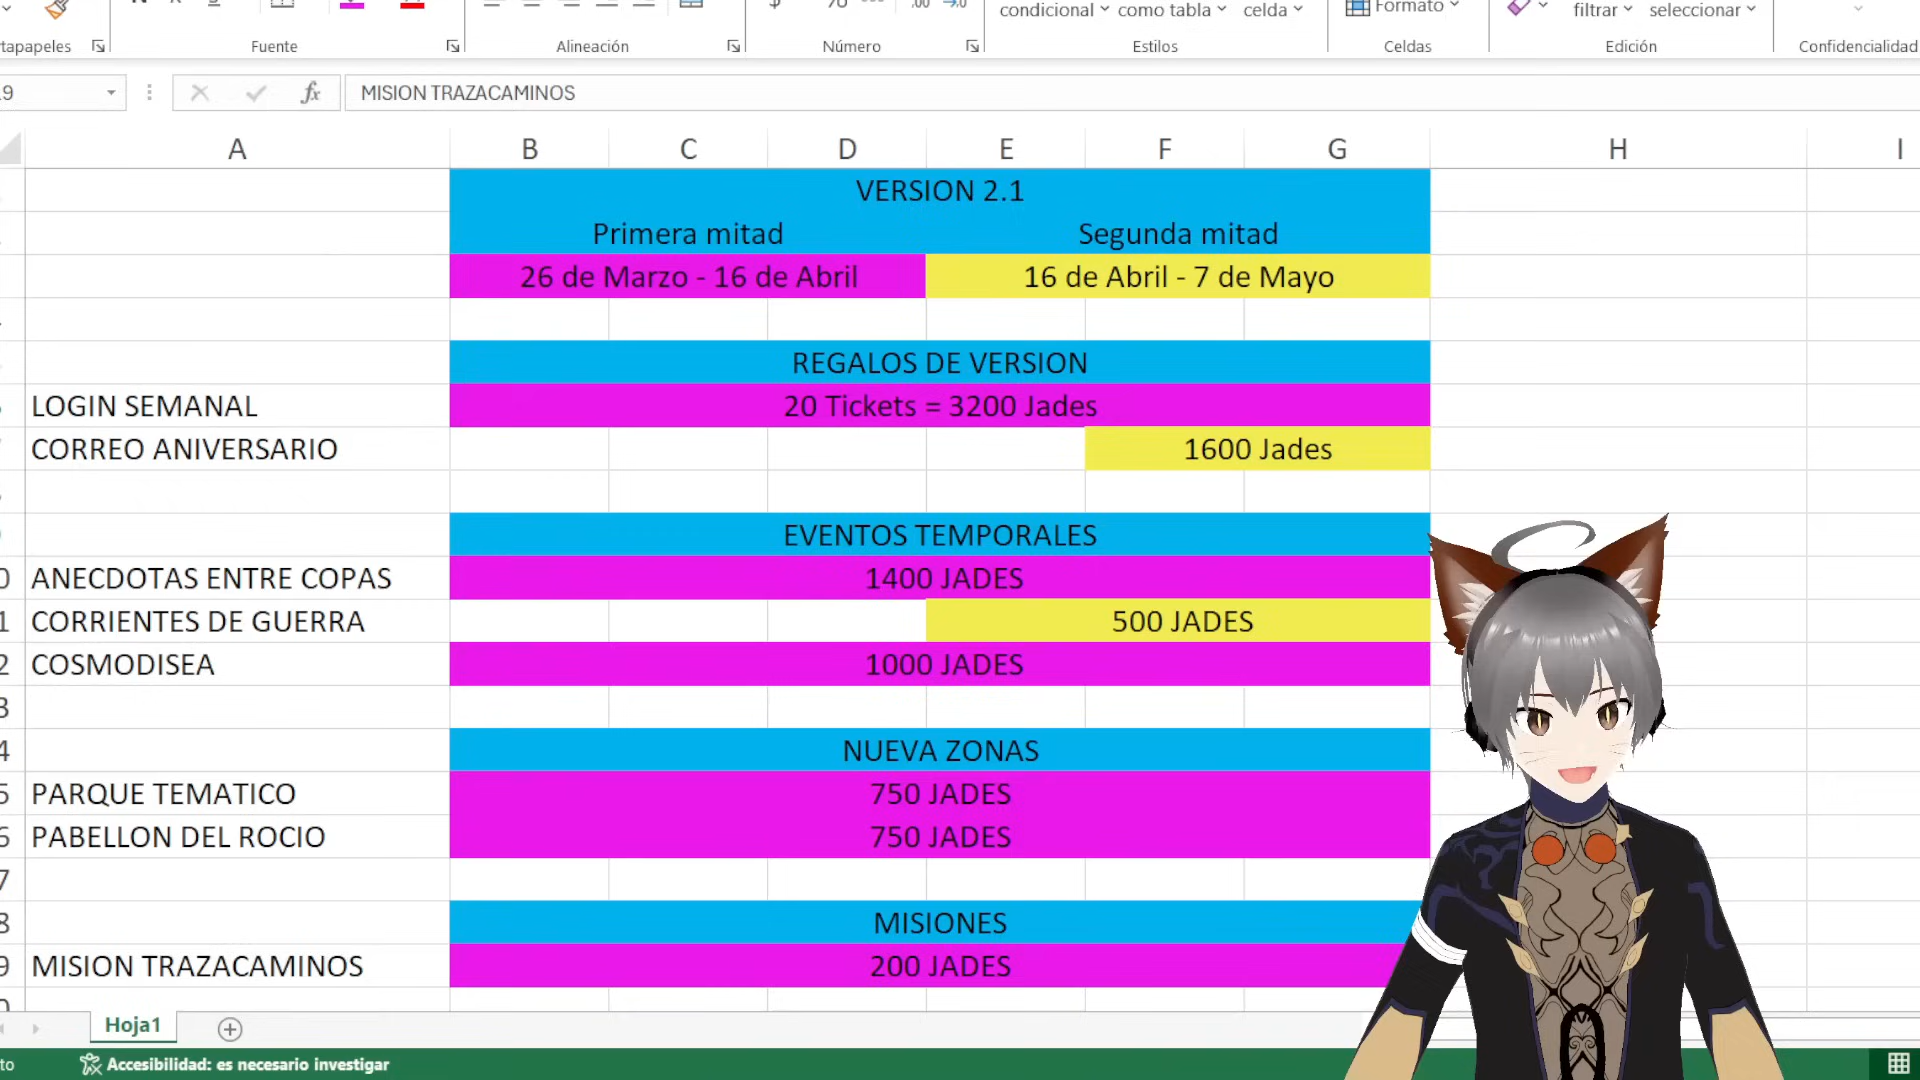 condicional como tabla celda Formato filtrar seleccionar
Fuente Alineación Número Estilos Celdas Edición Confidencialidad
fx MISION TRAZACAMINOS
A B C D E F G H I
VERSION 2.1
Primera mitad Segunda mitad
26 de Marzo - 16 de Abril 16 de Abril - 7 de Mayo
REGALOS DE VERSION
LOGIN SEMANAL 20 Tickets = 3200 Jades
CORREO ANIVERSARIO 1600 Jades
EVENTOS TEMPORALES
ANECDOTAS ENTRE COPAS 1400 JADES
CORRIENTES DE GUERRA 500 JADES
COSMODISEA 1000 JADES
NUEVA ZONAS
PARQUE TEMATICO 750 JADES
PABELLON DEL ROCIO 750 JADES
MISIONES
MISION TRAZACAMINOS 200 JADES
Hoja1
Accesibilidad: es necesario investigar